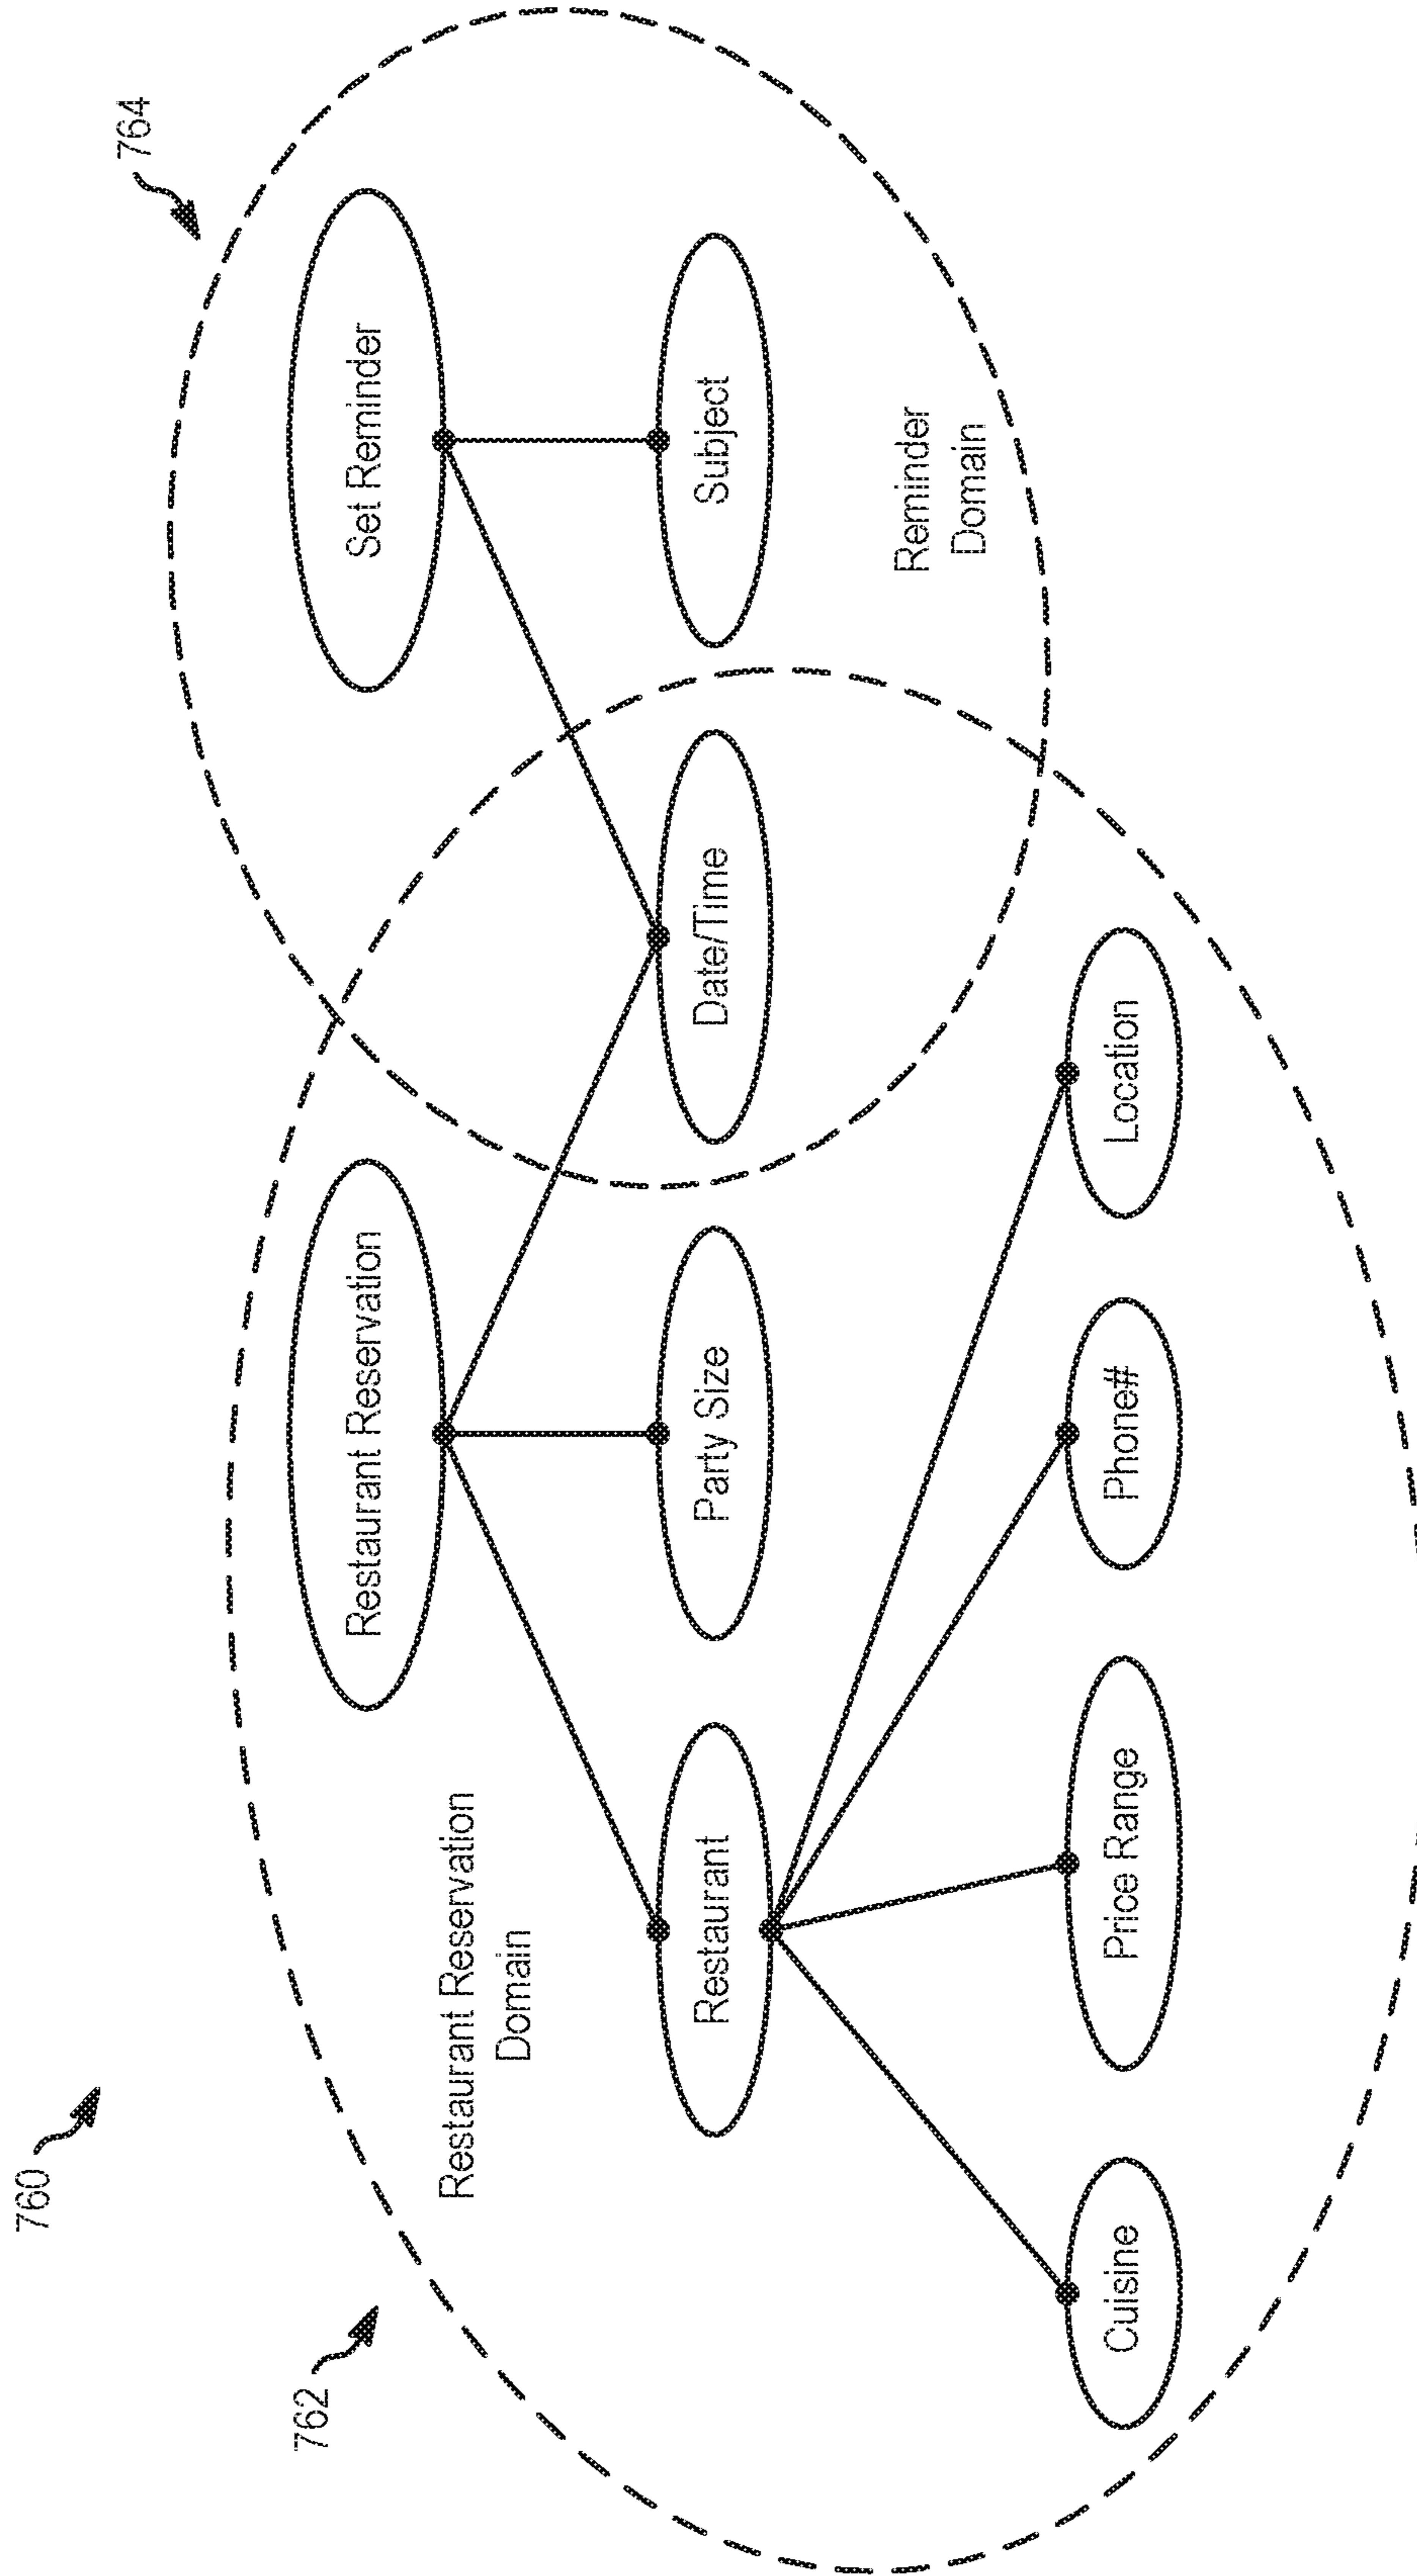 760
762
764
Restaurant Reservation
Set Reminder
Restaurant Reservation
Domain
Restaurant
Party Size
Date/Time
Subject
Reminder
Domain
Cuisine
Price Range
Phone#
Location